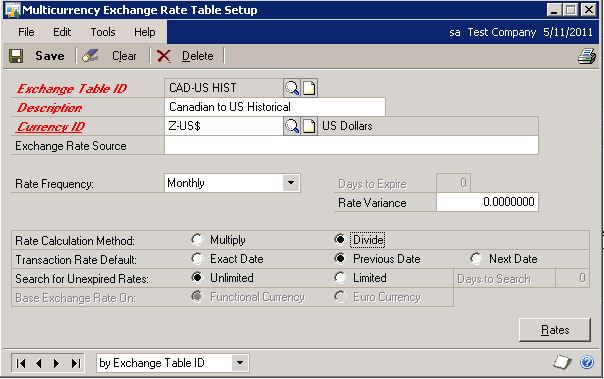 Multicurrency Exchange Rate Table Setup
File Edit Tools Help sa Test Company 5/11/2011
Save Clear Delete
Exchange Table ID CAD-US HIST
Description Canadian to US Historical
Currency ID Z-US$ US Dollars
Exchange Rate Source
Rate Frequency: Monthly Days to Expire 0
Rate Variance 0.0000000
Rate Calculation Method: Multiply Divide
Transaction Rate Default: Exact Date Previous Date Next Date
Search for Unexpired Rates: Unlimited Limited Days to Search 0
Base Exchange Rate On: Functional Currency Euro Currency
Rates
by Exchange Table ID